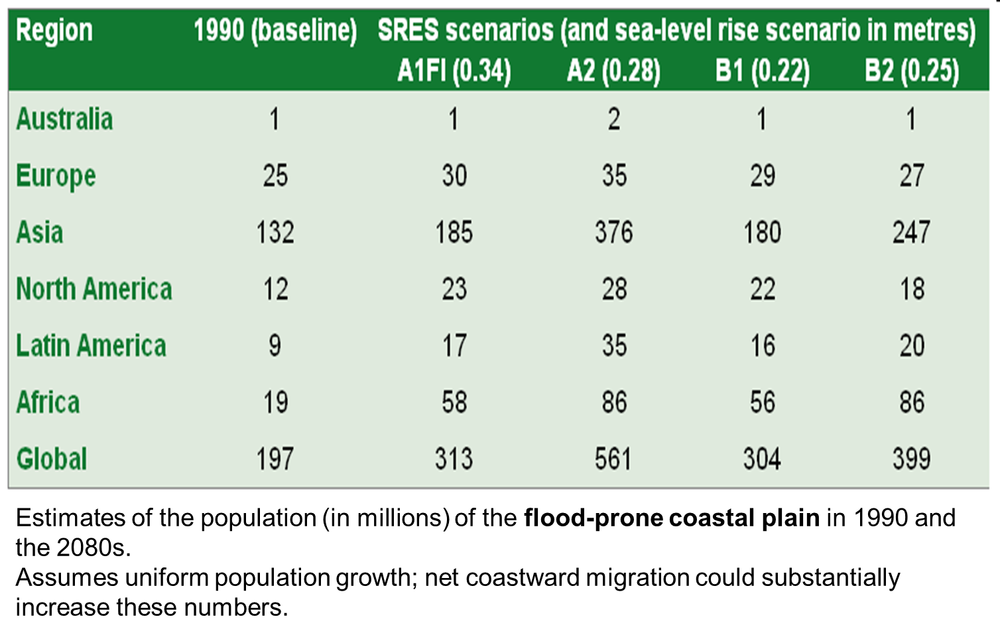 Region 1990 (baseline) SRES scenarios (and sea-level rise scenario in metres)
A1FI (0.34) A2 (0.28) B1 (0.22) B2 (0.25)
Australia 1 1 2 1 1
Europe 25 30 35 29 27
Asia 132 185 376 180 247
North America 12 23 28 22 18
Latin America 9 17 35 16 20
Africa 19 58 86 56 86
Global 197 313 561 304 399
Estimates of the population (in millions) of the flood-prone coastal plain in 1990 and
the 2080s.
Assumes uniform population growth; net coastward migration could substantially
increase these numbers.